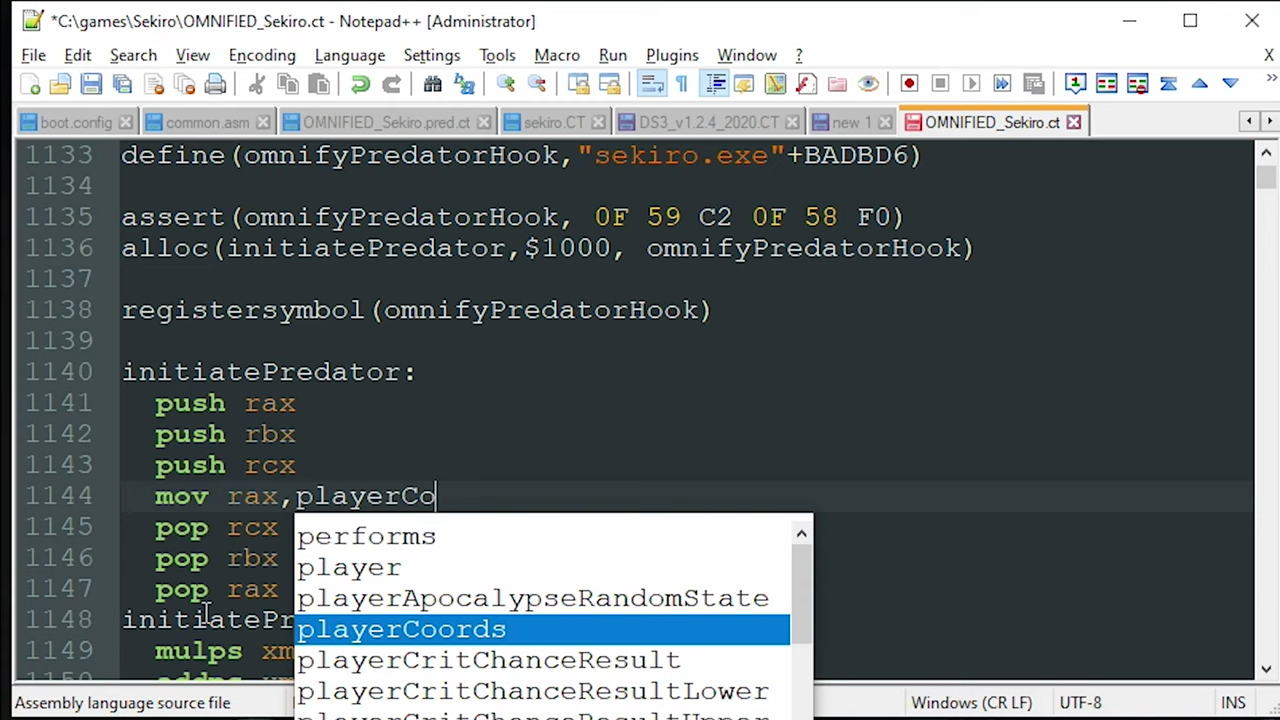 *C:\games\Sekiro\OMNIFIED_Sekiro.ct - Notepad++ [Administrator]
File Edit Search View Encoding Language Settings Tools Macro Run Plugins Window ? X
boot.config common.asm OMNIFIED_Sekiro.pred.ct sekiro.CT DS3_v1.2.4_2020.CT new 1 OMNIFIED_Sekiro.ct
1133 define(omnifyPredatorHook,"sekiro.exe"+BADBD6)
1134
1135 assert(omnifyPredatorHook, 0F 59 C2 0F 58 F0)
1136 alloc(initiatePredator,$1000, omnifyPredatorHook)
1137
1138 registersymbol(omnifyPredatorHook)
1139
1140 initiatePredator:
1141 push rax
1142 push rbx
1143 push rcx
1144 mov rax,playerCo
1145 pop rcx
1146 pop rbx
1147 pop rax
1148 initiatePr
1149 mulps xm
performs
player
playerApocalypseRandomState
playerCoords
playerCritChanceResult
playerCritChanceResultLower
playerCritChanceResultUpper
Assembly language source file Windows (CR LF) UTF-8 INS